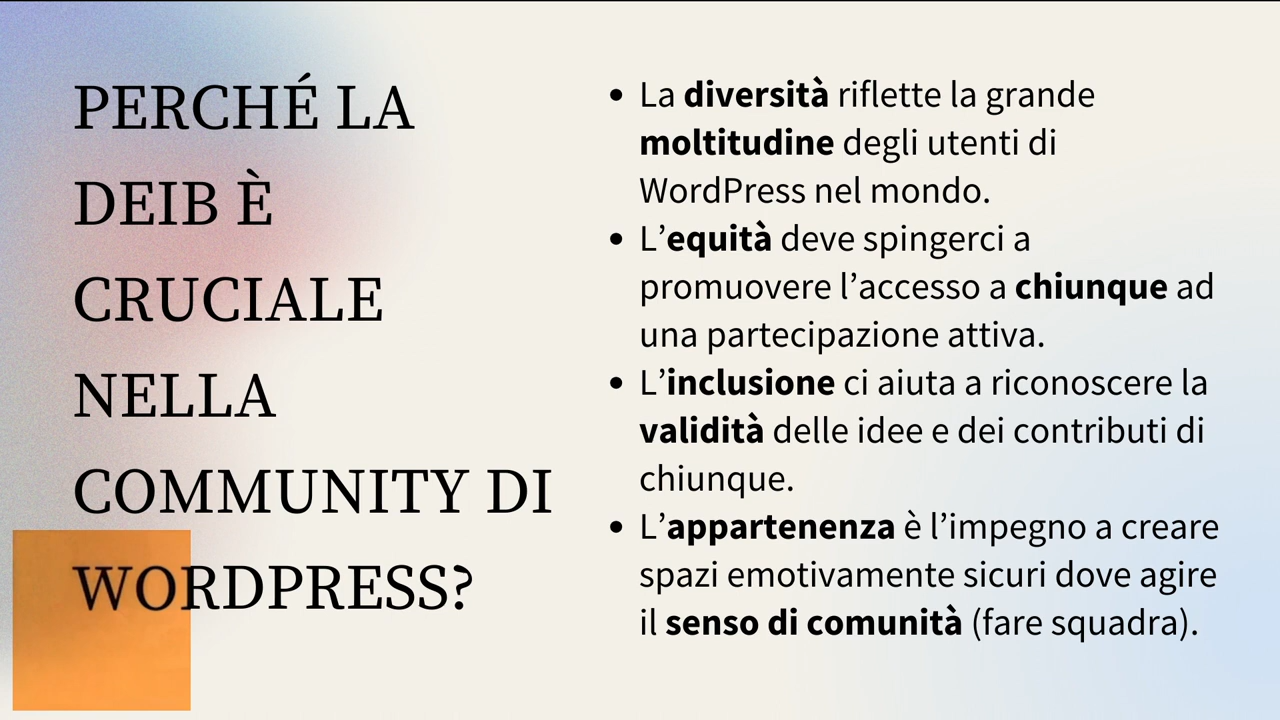 PERCHÉ LA
DEIB È
CRUCIALE
NELLA
COMMUNITY DI
WORDPRESS?
• La diversità riflette la grande
moltitudine degli utenti di
WordPress nel mondo.
• L’equità deve spingerci a
promuovere l’accesso a chiunque ad
una partecipazione attiva.
• L’inclusione ci aiuta a riconoscere la
validità delle idee e dei contributi di
chiunque.
• L’appartenenza è l’impegno a creare
spazi emotivamente sicuri dove agire
il senso di comunità (fare squadra).